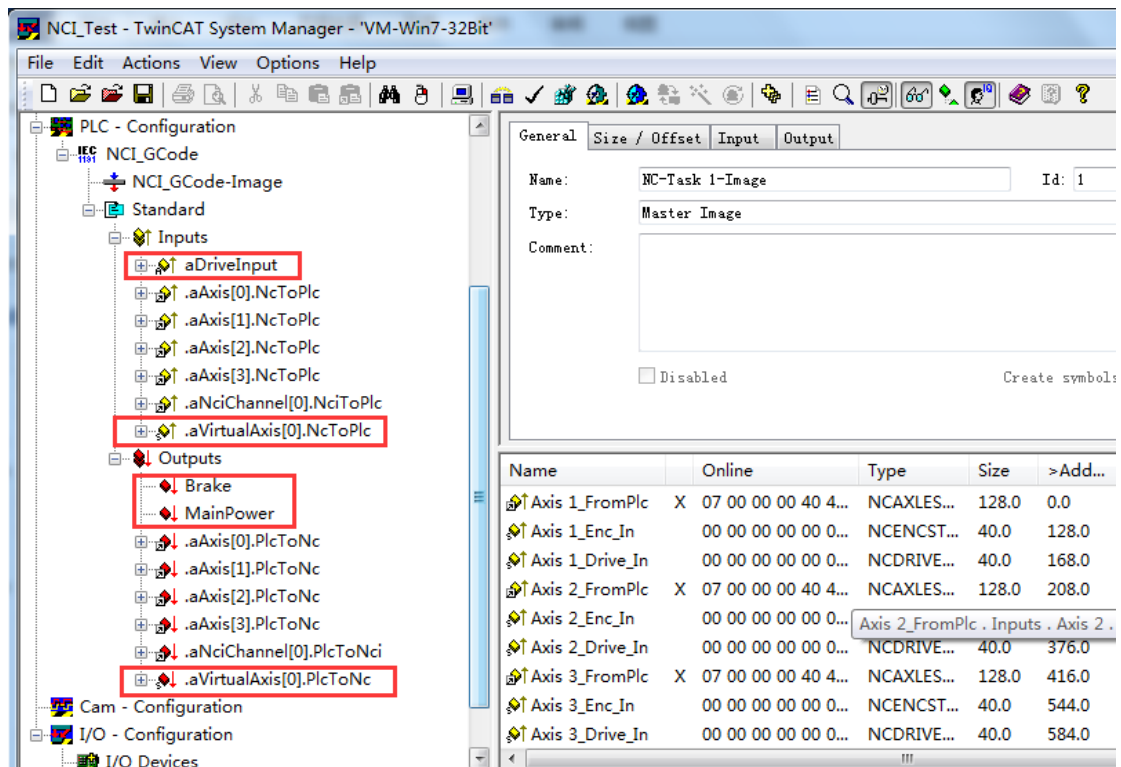 NCI_Test - TwinCAT System Manager - 'VM-Win7-32Bit'
File Edit Actions View Options Help
PLC - Configuration
NCI_GCode
NCI_GCode-Image
Standard
Inputs
aDriveInput
.aAxis[0].NcToPlc
.aAxis[1].NcToPlc
.aAxis[2].NcToPlc
.aAxis[3].NcToPlc
.aNciChannel[0].NciToPlc
.aVirtualAxis[0].NcToPlc
Outputs
Brake
MainPower
.aAxis[0].PlcToNc
.aAxis[1].PlcToNc
.aAxis[2].PlcToNc
.aAxis[3].PlcToNc
.aNciChannel[0].PlcToNci
.aVirtualAxis[0].PlcToNc
Cam - Configuration
I/O - Configuration
I/O Devices
General Size / Offset Input Output
Name: NC-Task 1-Image Id: 1
Type: Master Image
Comment:
Disabled Create symbols
Name Online Type Size >Add...
Axis 1_FromPlc X 07 00 00 00 40 4... NCAXLES... 128.0 0.0
Axis 1_Enc_In 00 00 00 00 00 0... NCENCST... 40.0 128.0
Axis 1_Drive_In 00 00 00 00 00 0... NCDRIVE... 40.0 168.0
Axis 2_FromPlc X 07 00 00 00 40 4... NCAXLES... 128.0 208.0
Axis 2_Enc_In 00 00 00 00 00 0... Axis 2_FromPlc . Inputs . Axis 2 .
Axis 2_Drive_In 00 00 00 00 00 0... NCDRIVE... 40.0 376.0
Axis 3_FromPlc X 07 00 00 00 40 4... NCAXLES... 128.0 416.0
Axis 3_Enc_In 00 00 00 00 00 0... NCENCST... 40.0 544.0
Axis 3_Drive_In 00 00 00 00 00 0... NCDRIVE... 40.0 584.0